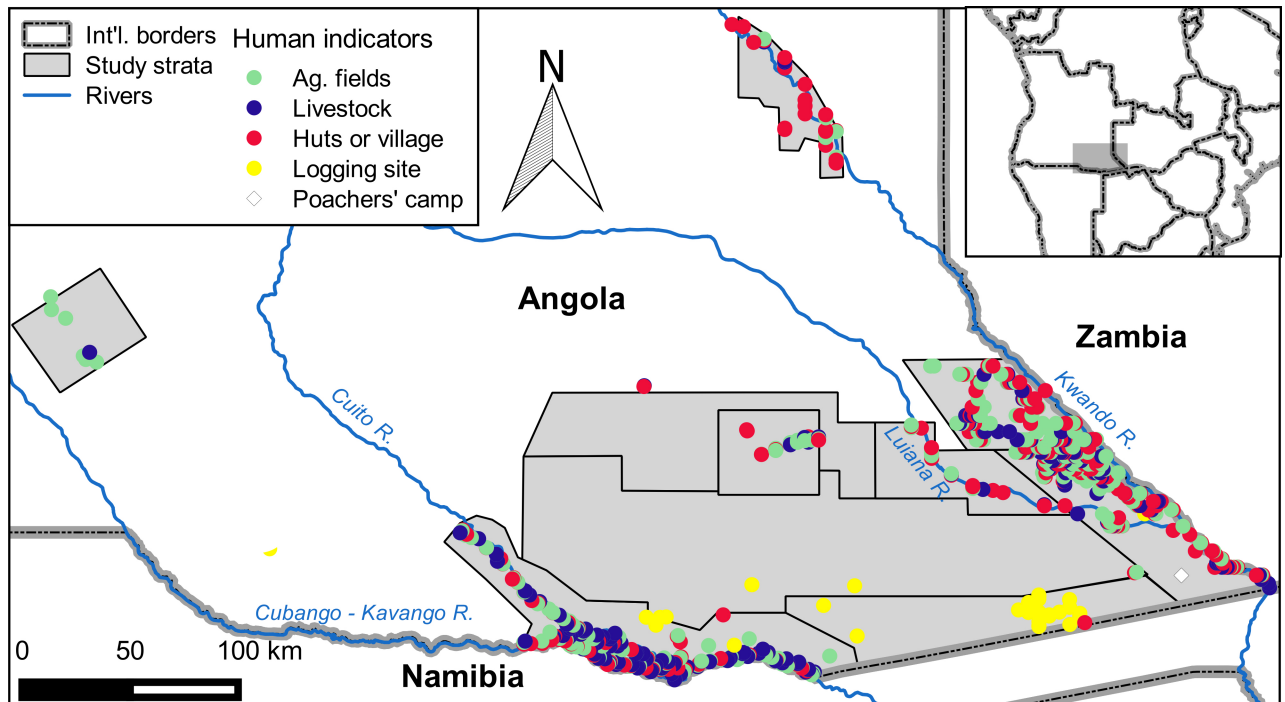 Int'l. borders
Study strata
Rivers
Human indicators
Ag. fields
Livestock
Huts or village
Logging site
Poachers' camp
N
Angola
Zambia
Kwando R.
Cuito R.
Luiana R.
Cubango - Kavango R.
Namibia
0 50 100 km